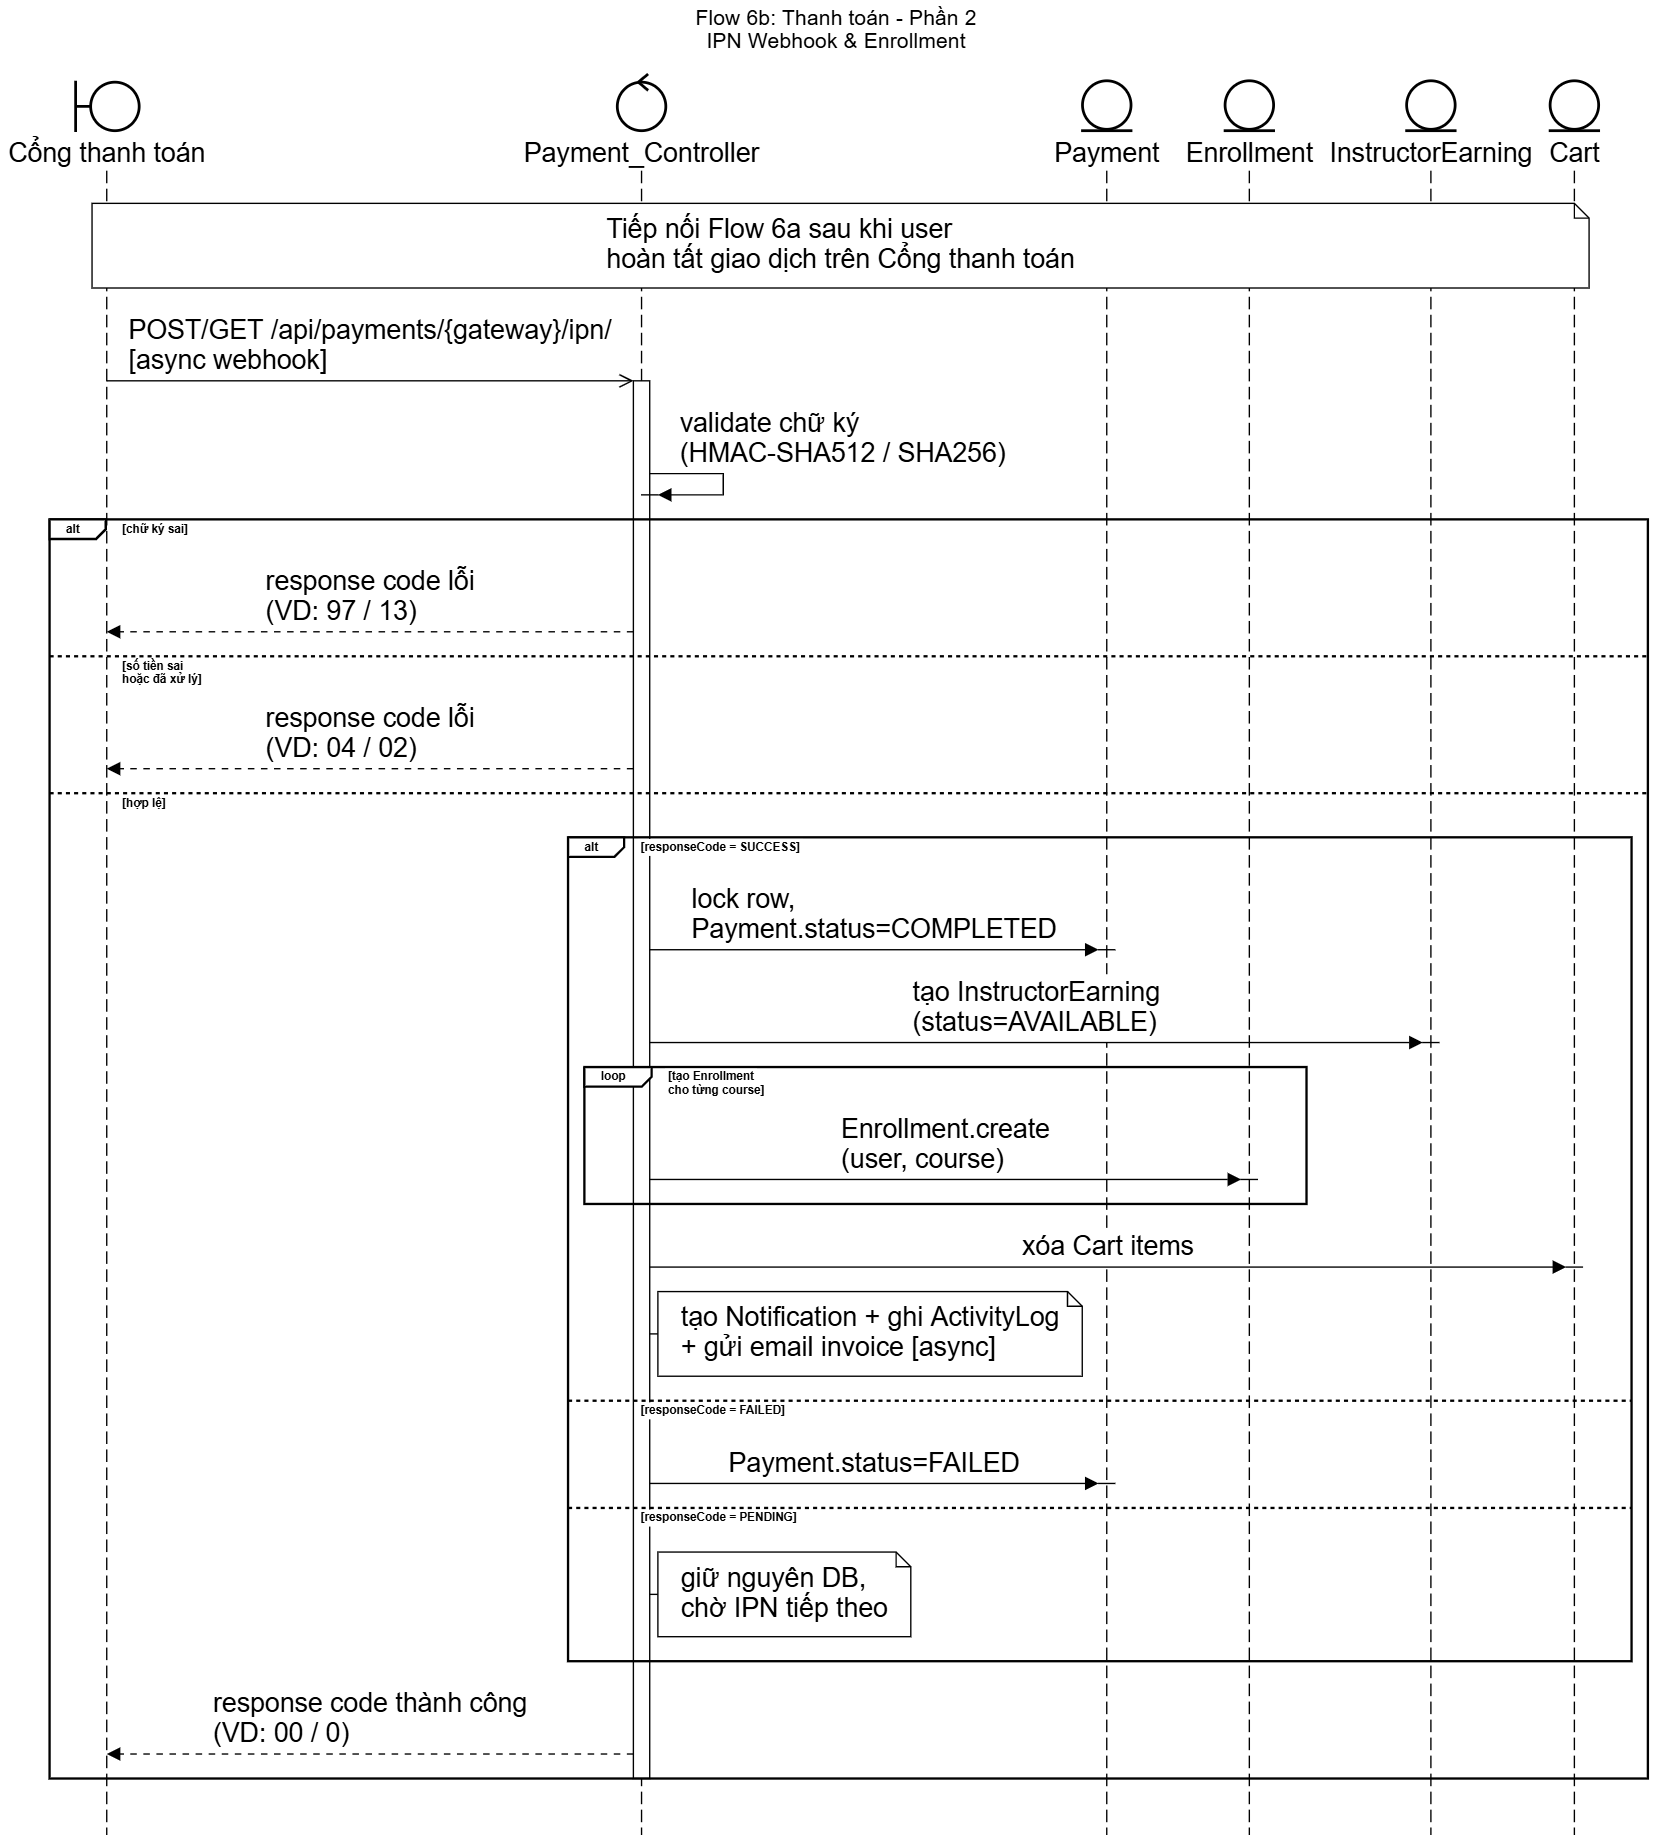 Flow 6b: Thanh toán - Phần 2
IPN Webhook & Enrollment
Cổng thanh toán
Payment_Controller
Payment
Enrollment
InstructorEarning
Cart
Tiếp nối Flow 6a sau khi user
hoàn tất giao dịch trên Cổng thanh toán
POST/GET /api/payments/{gateway}/ipn/
[async webhook]
validate chữ ký
(HMAC-SHA512 / SHA256)
alt
[chữ ký sai]
response code lỗi
(VD: 97 / 13)
[số tiền sai
hoặc đã xử lý]
response code lỗi
(VD: 04 / 02)
[hợp lệ]
alt
[responseCode = SUCCESS]
lock row,
Payment.status=COMPLETED
tạo InstructorEarning
(status=AVAILABLE)
loop
[tạo Enrollment
cho từng course]
Enrollment.create
(user, course)
xóa Cart items
tạo Notification + ghi ActivityLog
+ gửi email invoice [async]
[responseCode = FAILED]
Payment.status=FAILED
[responseCode = PENDING]
giữ nguyên DB,
chờ IPN tiếp theo
response code thành công
(VD: 00 / 0)